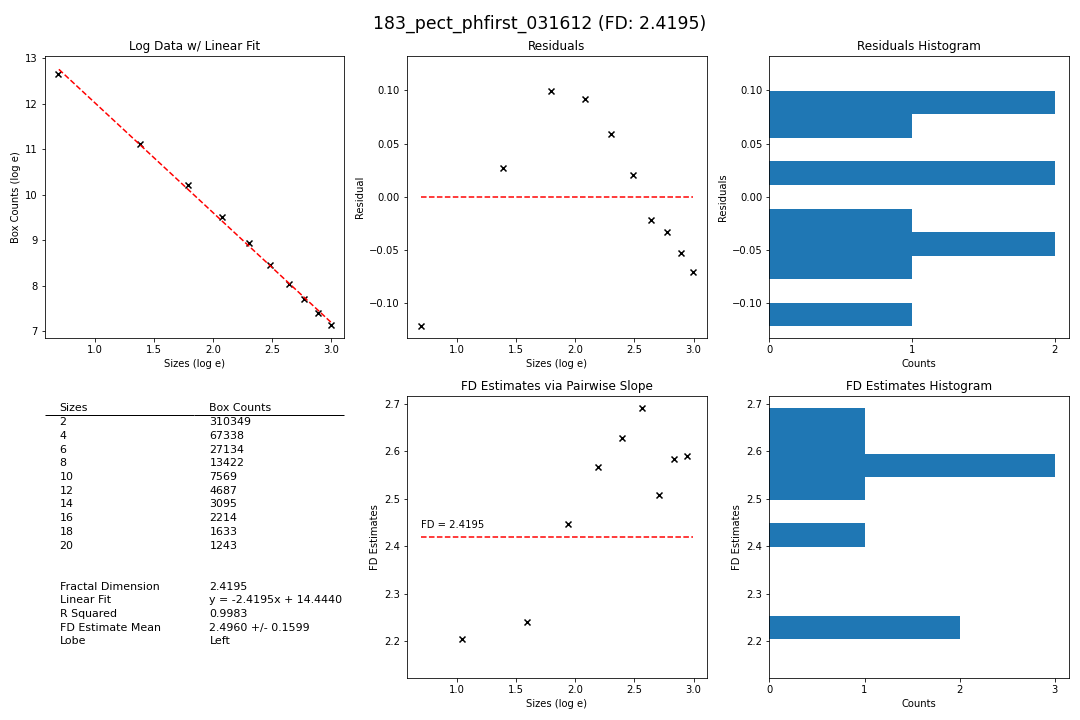 183_pect_phfirst_031612 (FD: 2.4195)
Log Data w/ Linear Fit
13
12
11
10
9
8
7
Box Counts (log e)
1.0 1.5 2.0 2.5 3.0
Sizes (log e)
Residuals
0.10
0.05
0.00
−0.05
−0.10
Residual
1.0 1.5 2.0 2.5 3.0
Sizes (log e)
Residuals Histogram
0.10
0.05
0.00
−0.05
−0.10
Residuals
0 1 2
Counts
Sizes Box Counts
2 310349
4 67338
6 27134
8 13422
10 7569
12 4687
14 3095
16 2214
18 1633
20 1243
Fractal Dimension 2.4195
Linear Fit y = -2.4195x + 14.4440
R Squared 0.9983
FD Estimate Mean 2.4960 +/- 0.1599
Lobe Left
FD Estimates via Pairwise Slope
2.7
2.6
2.5
2.4
2.3
2.2
FD Estimates
FD = 2.4195
1.0 1.5 2.0 2.5 3.0
Sizes (log e)
FD Estimates Histogram
2.7
2.6
2.5
2.4
2.3
2.2
FD Estimates
0 1 2 3
Counts